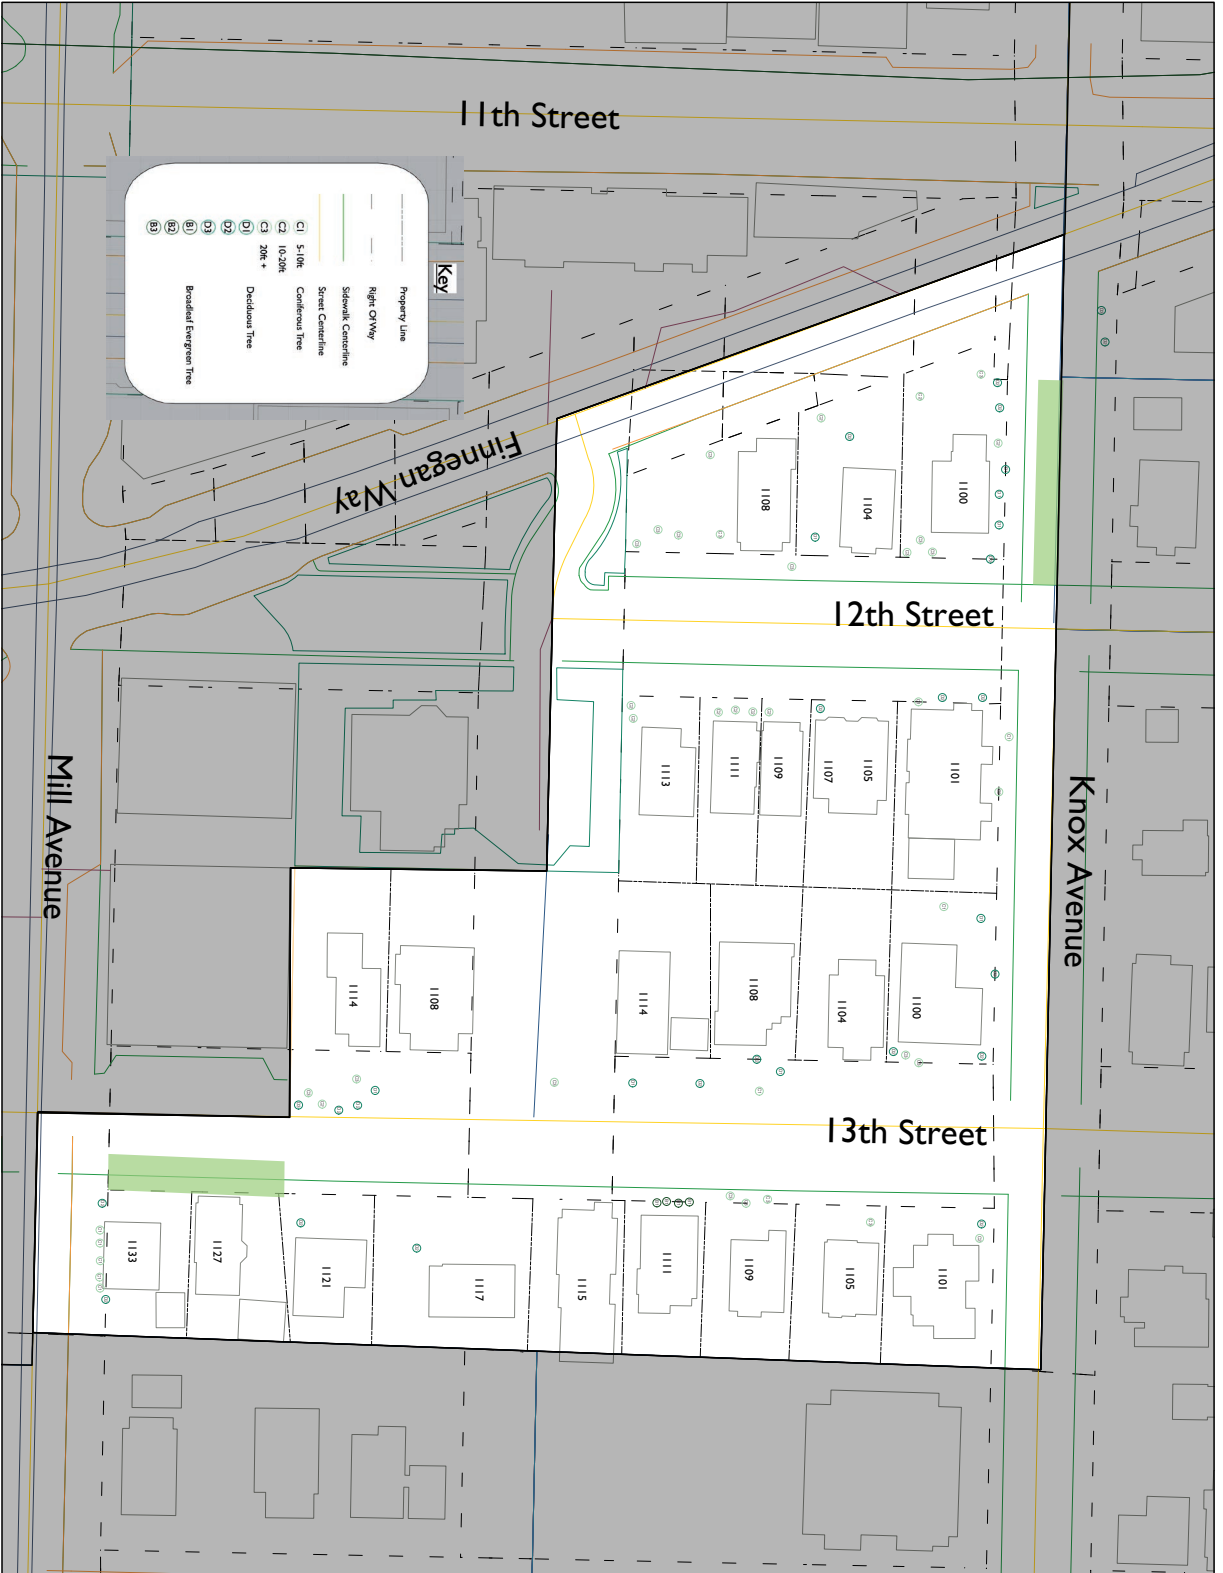 11th Street
Key
Property Line
Right Of Way
Sidewalk Centerline
Street Centerline
C1 5-10ft
C2 10-20ft Coniferous Tree
C3 20ft +
D1
D2 Deciduous Tree
D3
B1
B2 Broadleaf Evergreen Tree
B3
Finnegan Way
1108
1104
1100
12th Street
Mill Avenue
Knox Avenue
1113
1111
1109
1107
1105
1101
1114
1108
1114
1108
1104
1100
13th Street
1133
1127
1121
1117
1115
1111
1109
1105
1101